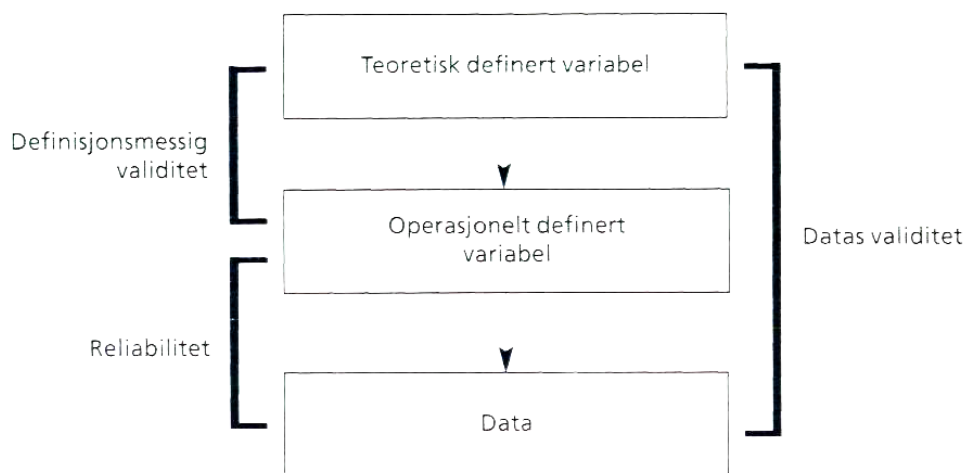 Teoretisk definert variabel
Definisjonsmessig
validitet
Operasjonelt definert
variabel
Datas validitet
Reliabilitet
Data